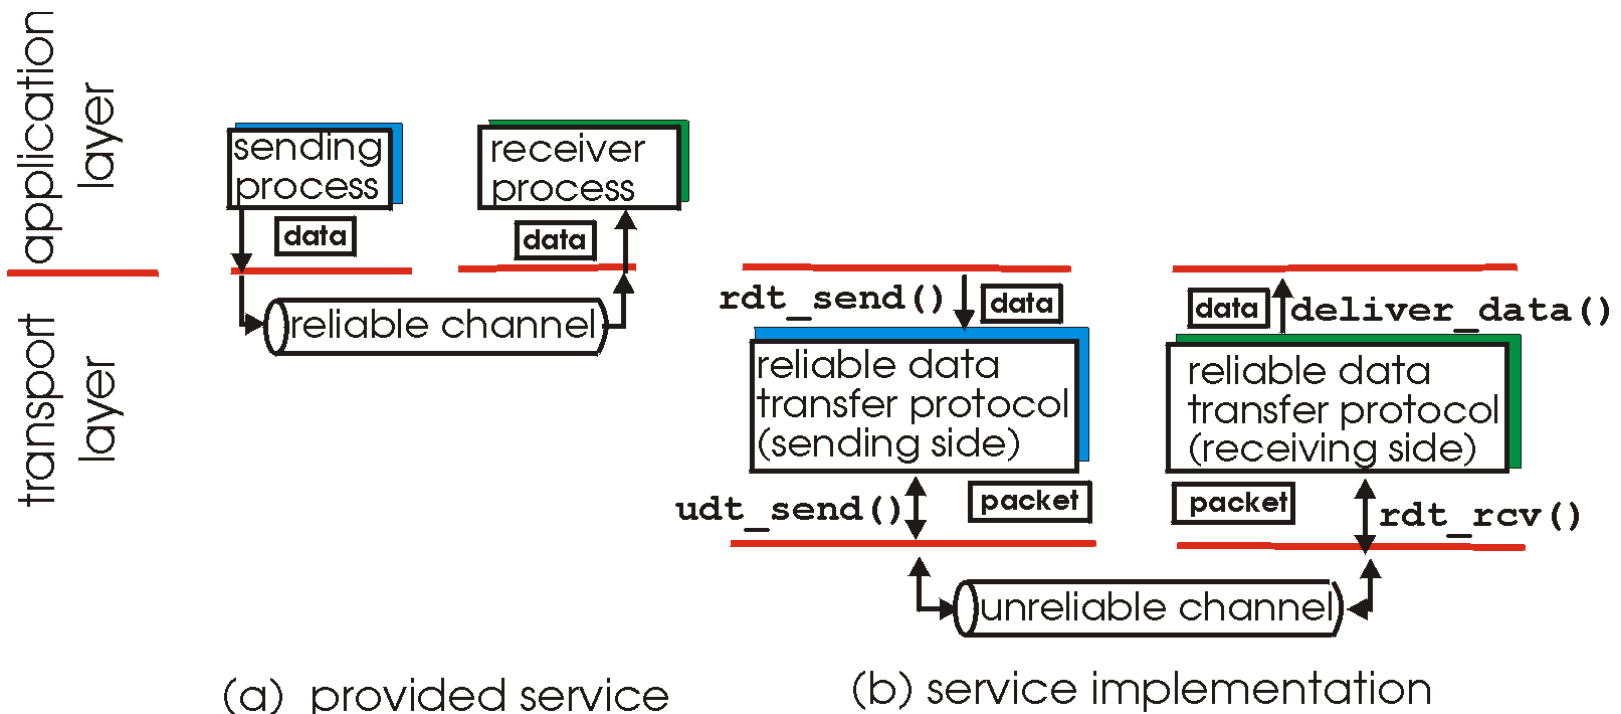 application
layer
transport
layer
sending
process
data
receiver
process
data
reliable channel
(a) provided service
rdt_send()
data
reliable data
transfer protocol
(sending side)
udt_send()
packet
data
deliver_data()
reliable data
transfer protocol
(receiving side)
packet
rdt_rcv()
unreliable channel
(b) service implementation